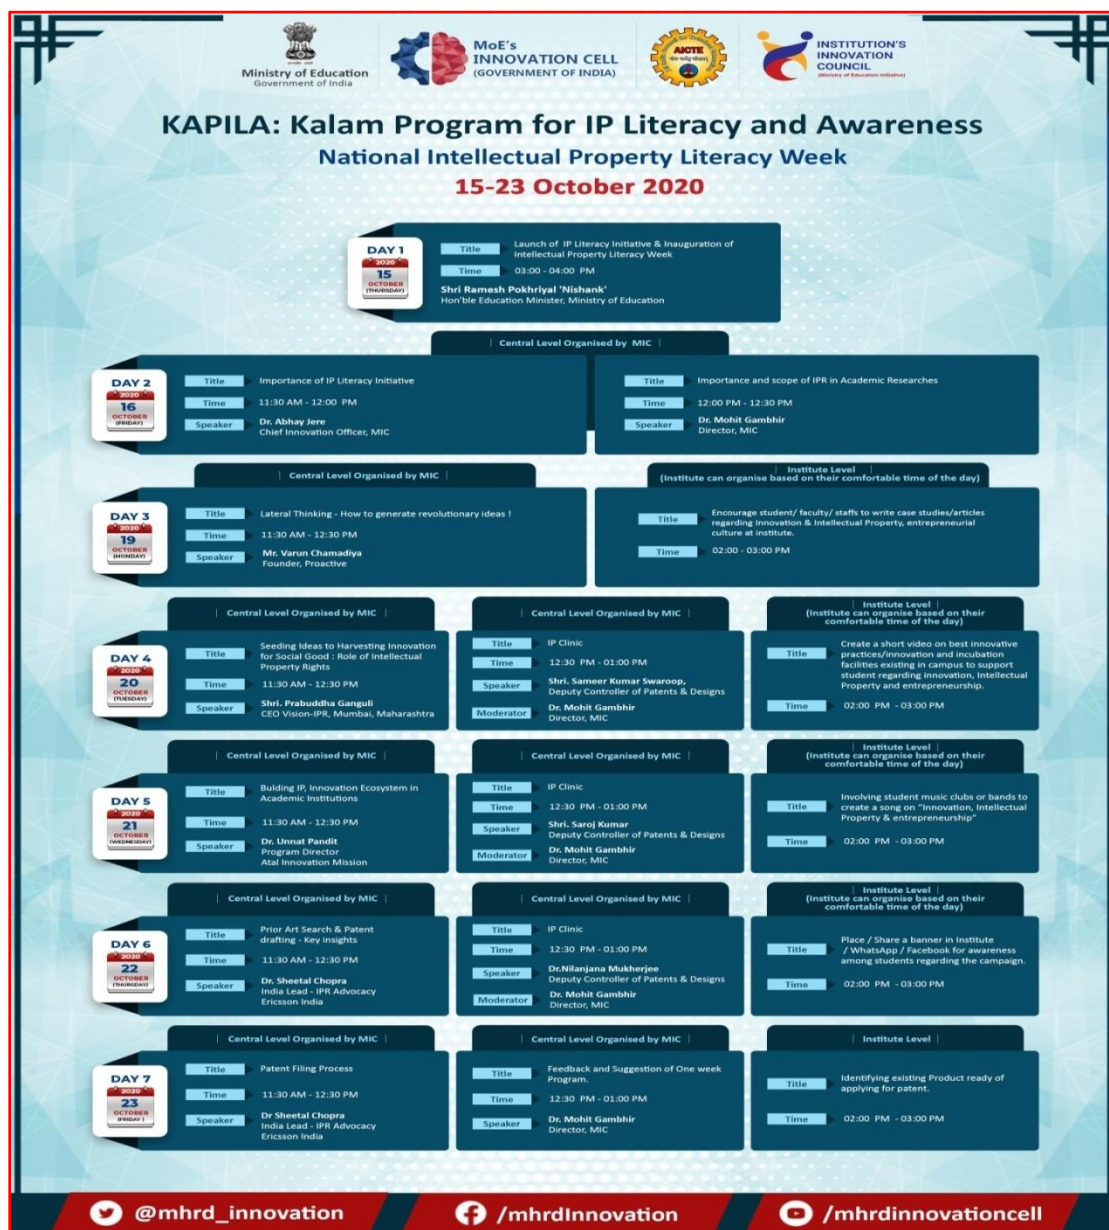 Ministry of Education
Government of India
MoE's
INNOVATION CELL
(GOVERNMENT OF INDIA)
AICTE
INSTITUTION'S
INNOVATION
COUNCIL
(Ministry of Education Initiative)
KAPILA: Kalam Program for IP Literacy and Awareness
National Intellectual Property Literacy Week
15-23 October 2020
DAY 1
2020
15
OCTOBER
(THURSDAY)
Title
Launch of IP Literacy Initiative & Inauguration of
Intellectual Property Literacy Week
Time
03:00 - 04:00 PM
Shri Ramesh Pokhriyal 'Nishank'
Hon'ble Education Minister, Ministry of Education
| Central Level Organised by MIC |
DAY 2
2020
16
OCTOBER
(FRIDAY)
Title
Importance of IP Literacy Initiative
Time
11:30 AM - 12:00 PM
Speaker
Dr. Abhay Jere
Chief Innovation Officer, MIC
Title
Importance and scope of IPR in Academic Researches
Time
12:00 PM - 12:30 PM
Speaker
Dr. Mohit Gambhir
Director, MIC
| Central Level Organised by MIC |
DAY 3
2020
19
OCTOBER
(MONDAY)
Title
Lateral Thinking - How to generate revolutionary ideas !
Time
11:30 AM - 12:30 PM
Speaker
Mr. Varun Chamadiya
Founder, Proactive
| Institute Level |
(Institute can organise based on their comfortable time of the day)
Title
Encourage student/ faculty/ staffs to write case studies/articles
regarding Innovation & Intellectual Property, entrepreneurial
culture at institute.
Time
02:00 - 03:00 PM
| Central Level Organised by MIC |
DAY 4
2020
20
OCTOBER
(TUESDAY)
Title
Seeding Ideas to Harvesting Innovation
for Social Good : Role of Intellectual
Property Rights
Time
11:30 AM - 12:30 PM
Speaker
Shri. Prabuddha Ganguli
CEO Vision-IPR, Mumbai, Maharashtra
| Central Level Organised by MIC |
Title
IP Clinic
Time
12:30 PM - 01:00 PM
Speaker
Shri. Sameer Kumar Swaroop,
Deputy Controller of Patents & Designs
Moderator
Dr. Mohit Gambhir
Director, MIC
| Institute Level |
(Institute can organise based on their
comfortable time of the day)
Title
Create a short video on best innovative
practices/innovation and incubation
facilities existing in campus to support
student regarding innovation, Intellectual
Property and entrepreneurship.
Time
02:00 PM - 03:00 PM
| Central Level Organised by MIC |
DAY 5
2020
21
OCTOBER
(WEDNESDAY)
Title
Bulding IP, Innovation Ecosystem in
Academic Institutions
Time
11:30 AM - 12:30 PM
Speaker
Dr. Unnat Pandit
Program Director
Atal Innovation Mission
| Central Level Organised by MIC |
Title
IP Clinic
Time
12:30 PM - 01:00 PM
Speaker
Shri. Saroj Kumar
Deputy Controller of Patents & Designs
Moderator
Dr. Mohit Gambhir
Director, MIC
| Institute Level |
(Institute can organise based on their
comfortable time of the day)
Title
Involving student music clubs or bands to
create a song on "Innovation, Intellectual
Property & entrepreneurship"
Time
02:00 PM - 03:00 PM
| Central Level Organised by MIC |
DAY 6
2020
22
OCTOBER
(THURSDAY)
Title
Prior Art Search & Patent
drafting - Key insights
Time
11:30 AM - 12:30 PM
Speaker
Dr. Sheetal Chopra
India Lead - IPR Advocacy
Ericsson India
| Central Level Organised by MIC |
Title
IP Clinic
Time
12:30 PM - 01:00 PM
Speaker
Dr.Nilanjana Mukherjee
Deputy Controller of Patents & Designs
Moderator
Dr. Mohit Gambhir
Director, MIC
| Institute Level |
(Institute can organise based on their
comfortable time of the day)
Title
Place / Share a banner in Institute
/ WhatsApp / Facebook for awareness
among students regarding the campaign.
Time
02:00 PM - 03:00 PM
| Central Level Organised by MIC |
DAY 7
2020
23
OCTOBER
(FRIDAY )
Title
Patent Filing Process
Time
11:30 AM - 12:30 PM
Speaker
Dr Sheetal Chopra
India Lead - IPR Advocacy
Ericsson India
| Central Level Organised by MIC |
Title
Feedback and Suggestion of One week
Program.
Time
12:30 PM - 01:00 PM
Speaker
Dr. Mohit Gambhir
Director, MIC
| Institute Level |
Title
Identifying existing Product ready of
applying for patent.
Time
02:00 PM - 03:00 PM
@mhrd_innovation
/mhrdInnovation
/mhrdinnovationcell